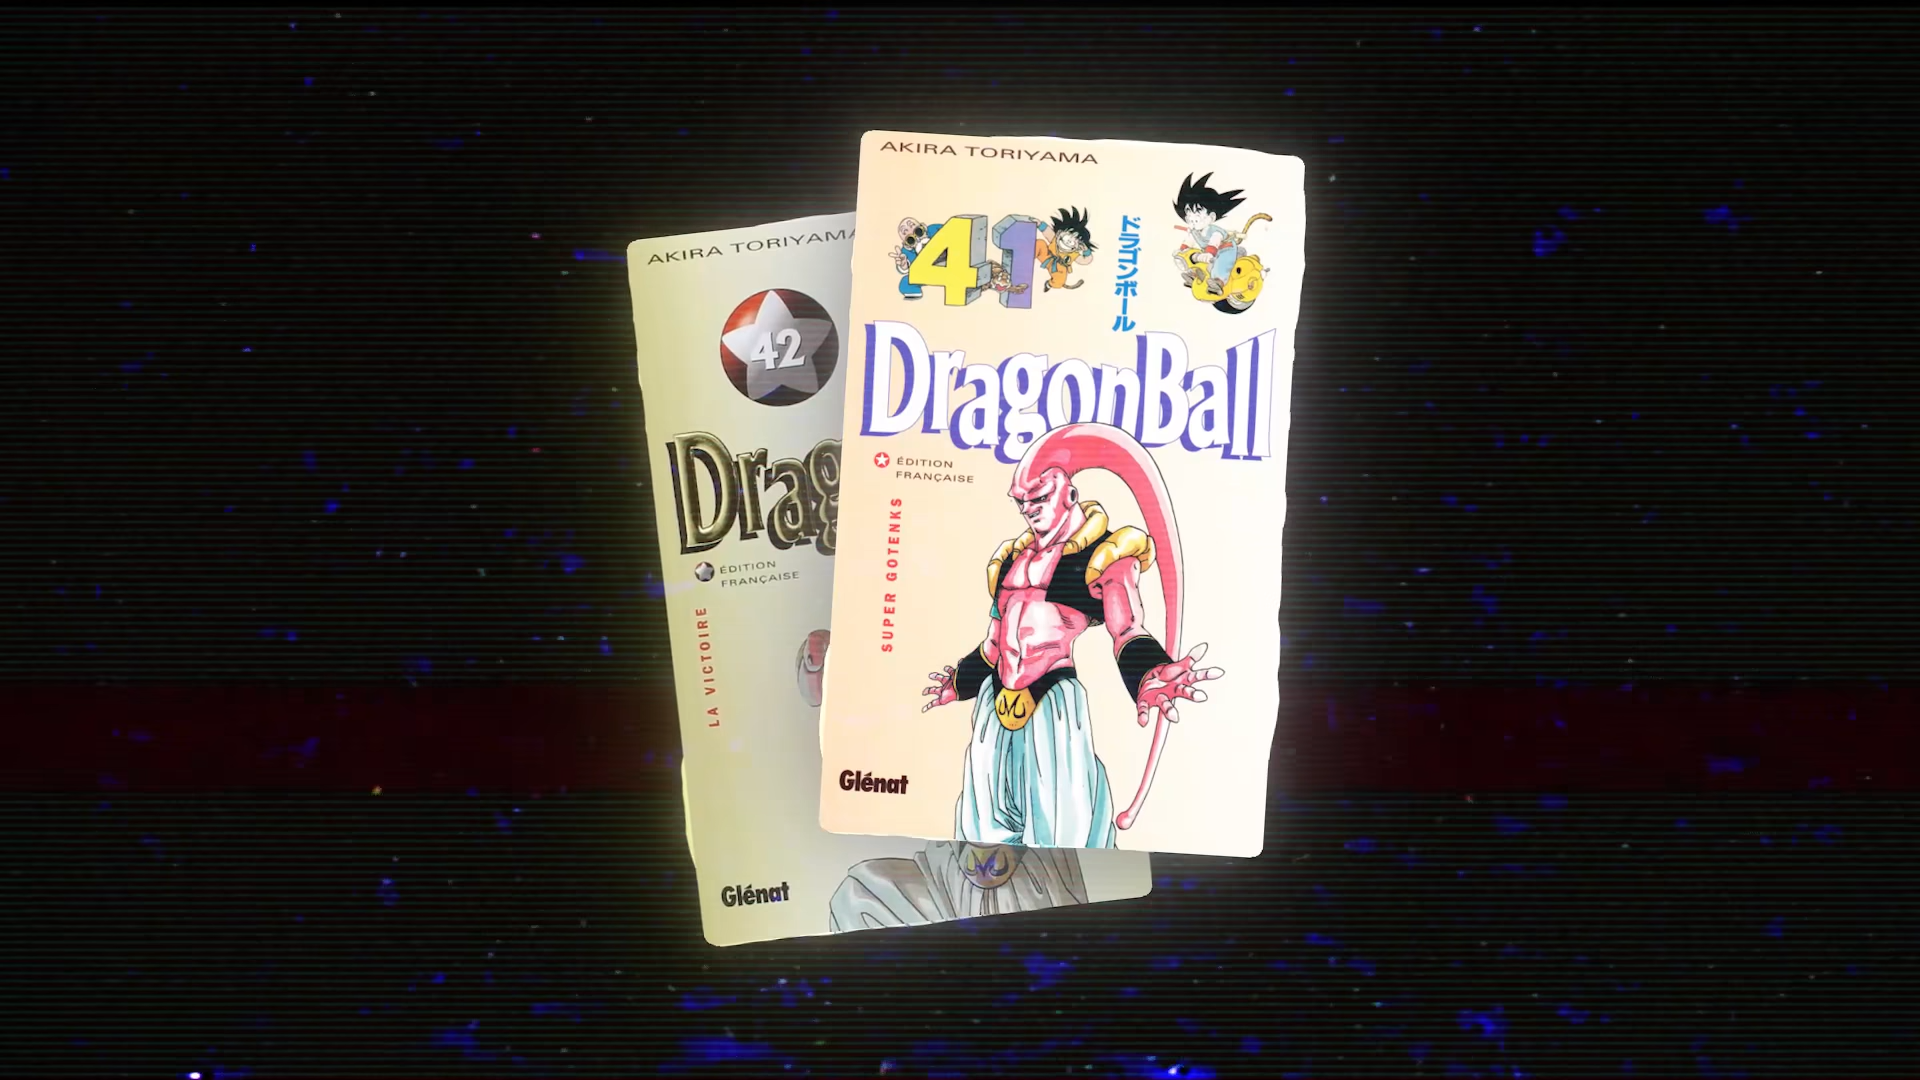 AKIRA TORIYAMA
41
ドラゴンボール
DragonBall
ÉDITION
FRANÇAISE
SUPER GOTENKS
Glénat
AKIRA TORIYAMA
42
Drag
ÉDITION
FRANÇAISE
LA VICTOIRE
Glénat